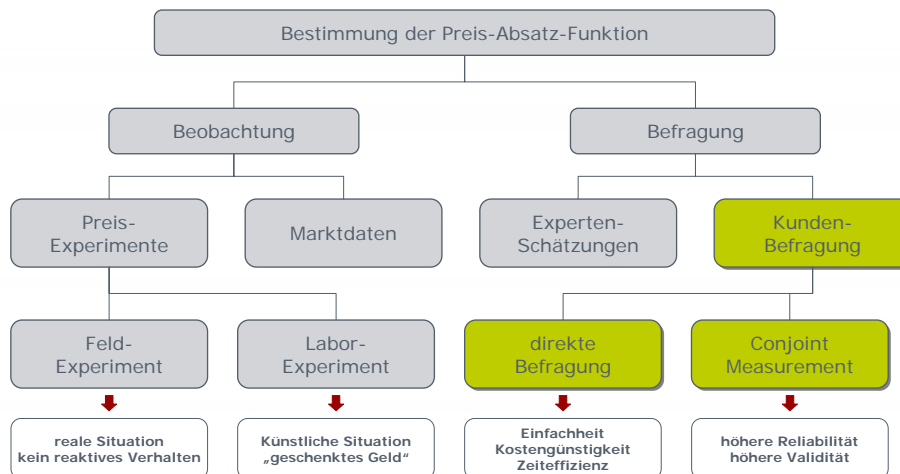 Bestimmung der Preis-Absatz-Funktion
Beobachtung
Befragung
Preis-
Experimente
Marktdaten
Experten-
Schätzungen
Kunden-
Befragung
Feld-
Experiment
Labor-
Experiment
direkte
Befragung
Conjoint
Measurement
reale Situation
kein reaktives Verhalten
Künstliche Situation
„geschenktes Geld“
Einfachheit
Kostengünstigkeit
Zeiteffizienz
höhere Reliabilität
höhere Validität